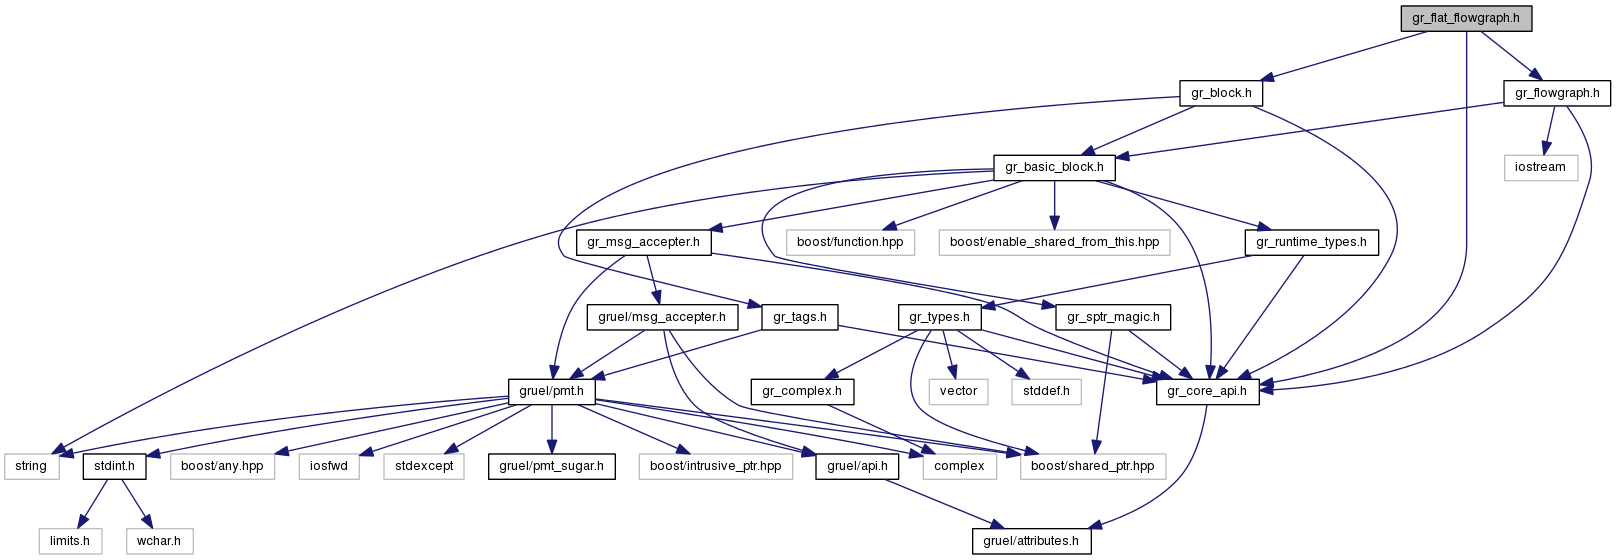 gr_flat_flowgraph.h
gr_block.h
gr_flowgraph.h
gr_basic_block.h
iostream
gr_msg_accepter.h
boost/function.hpp
boost/enable_shared_from_this.hpp
gr_runtime_types.h
gruel/msg_accepter.h
gr_tags.h
gr_types.h
gr_sptr_magic.h
gruel/pmt.h
gr_complex.h
vector
stddef.h
gr_core_api.h
string
stdint.h
boost/any.hpp
iosfwd
stdexcept
gruel/pmt_sugar.h
boost/intrusive_ptr.hpp
gruel/api.h
complex
boost/shared_ptr.hpp
limits.h
wchar.h
gruel/attributes.h